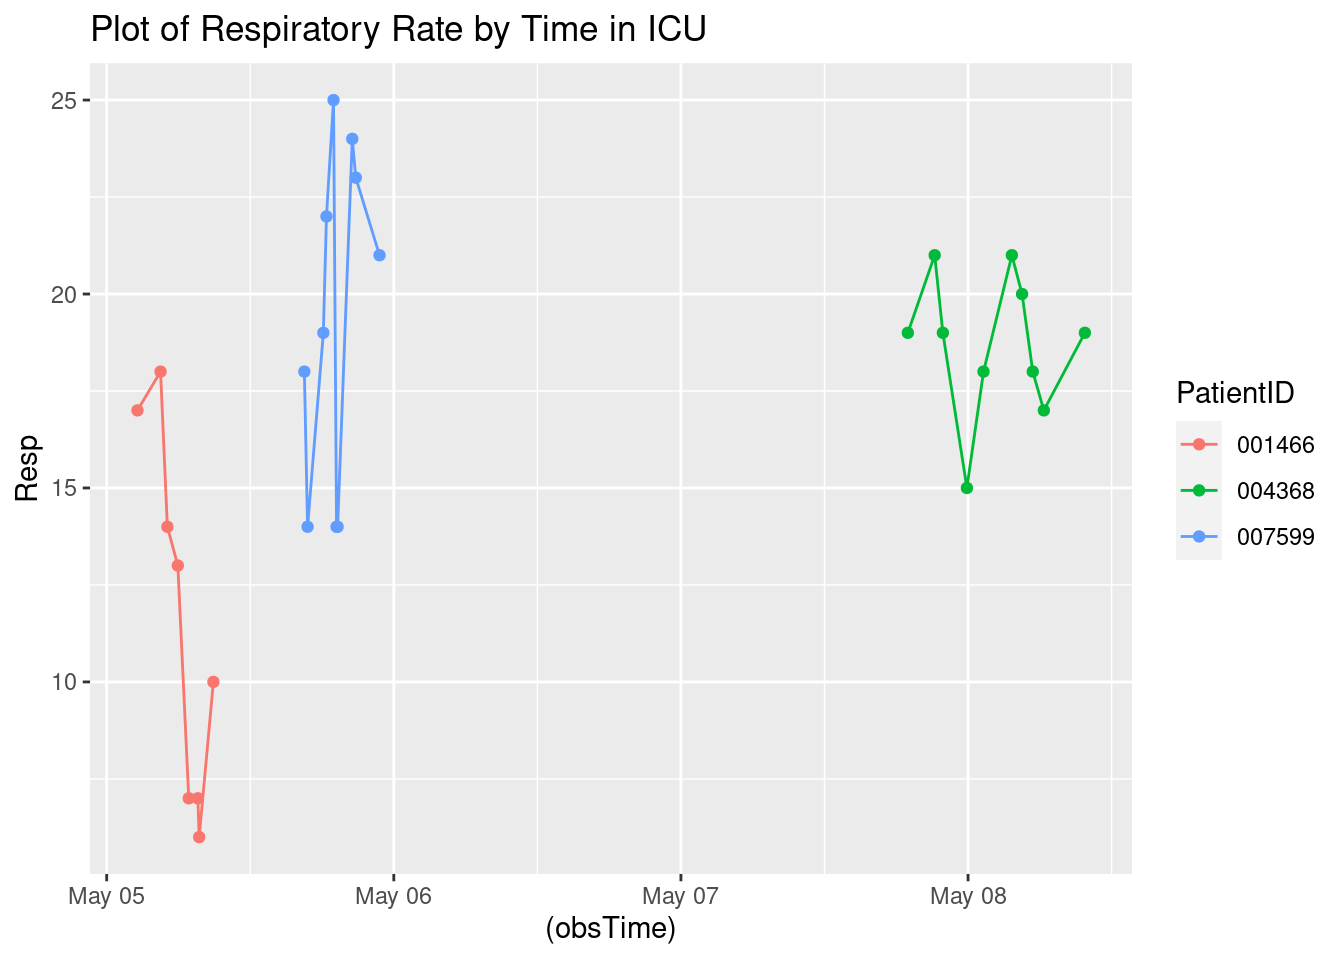 Plot of Respiratory Rate by Time in ICU
25
20
15
10
Resp
May 05
May 06
May 07
May 08
(obsTime)
PatientID
001466
004368
007599